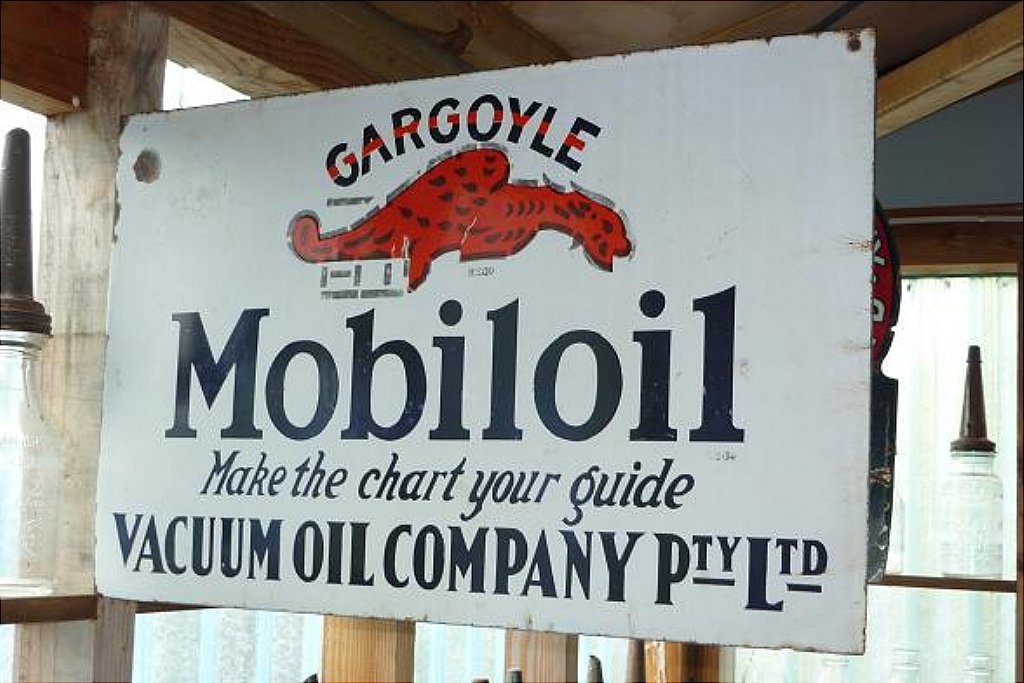 GARGOYLE
Mobiloil
Make the chart your guide
VACUUM OIL COMPANY PTY LTD